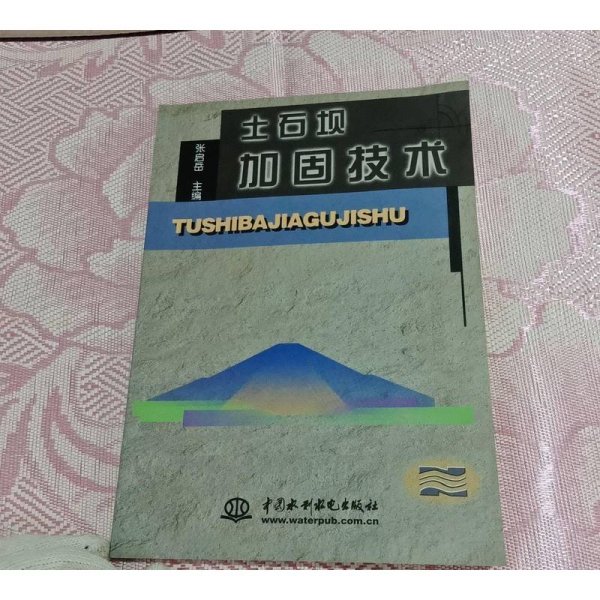 土石坝
加固技术
张启岳 主编
TUSHIBAJIAGUJISHU
中国水利水电出版社
www.waterpub.com.cn